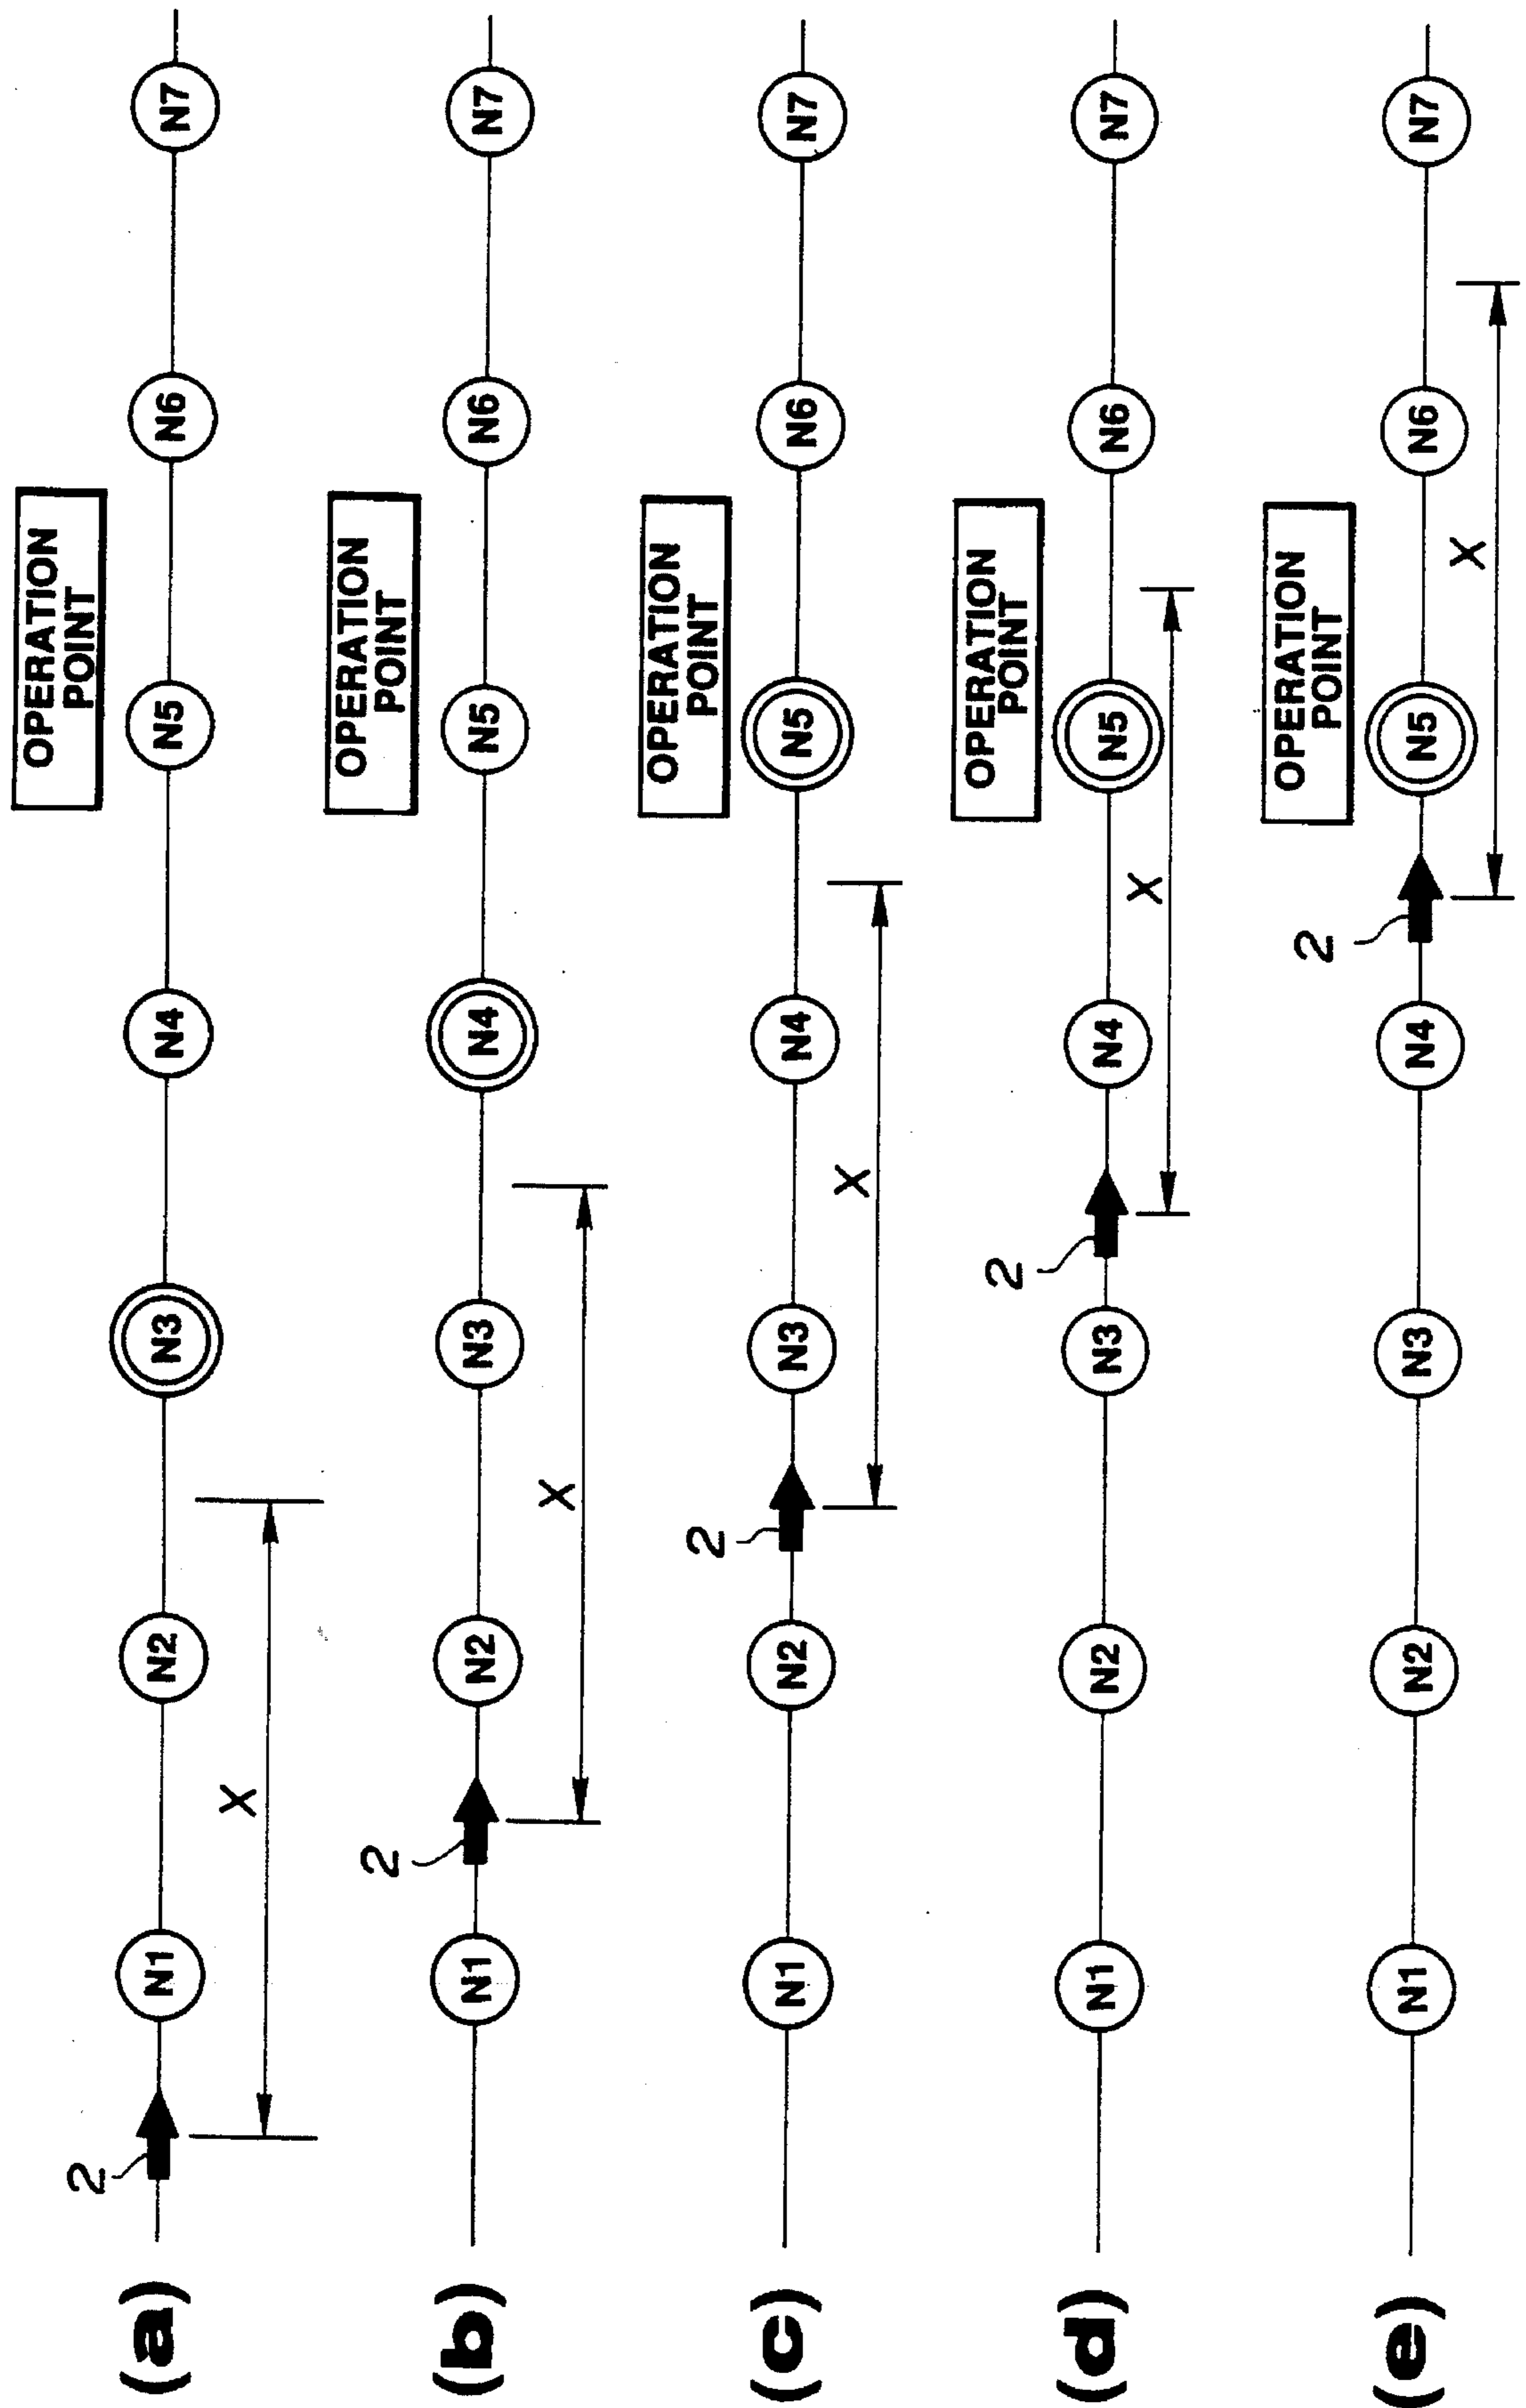 (a)
2
X
N1
N2
N3
N4
N5
N6
N7
OPERATION
POINT
(b)
2
X
N1
N2
N3
N4
N5
N6
N7
OPERATION
POINT
(c)
2
X
N1
N2
N3
N4
N5
N6
N7
OPERATION
POINT
(d)
2
X
N1
N2
N3
N4
N5
N6
N7
OPERATION
POINT
(e)
2
X
N1
N2
N3
N4
N5
N6
N7
OPERATION
POINT